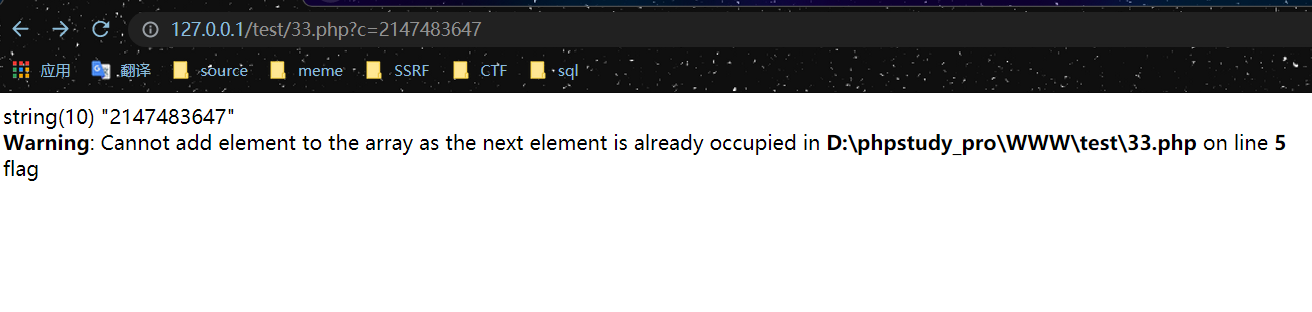 127.0.0.1/test/33.php?c=2147483647
应用 翻译 source meme SSRF CTF sql
string(10) "2147483647"
Warning: Cannot add element to the array as the next element is already occupied in D:\phpstudy_pro\WWW\test\33.php on line 5
flag